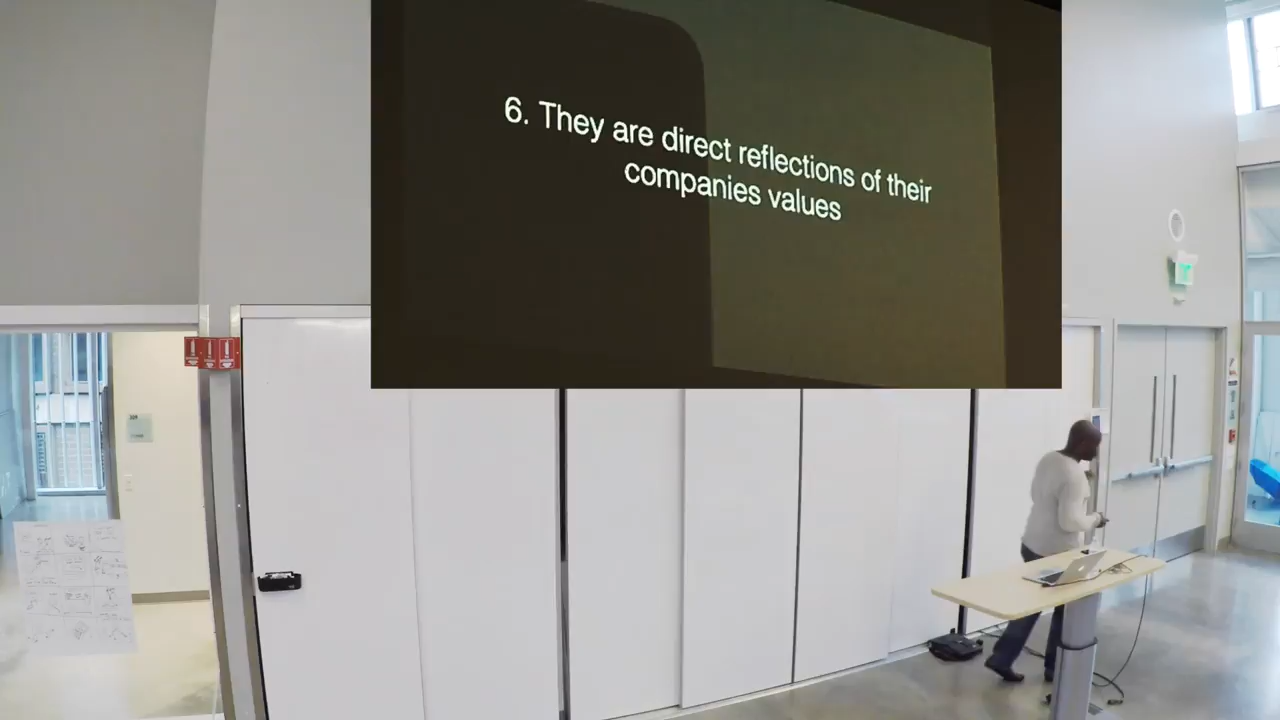 6. They are direct reflections of their
companies values